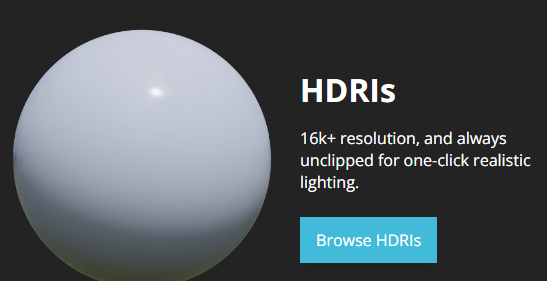 HDRIs
16k+ resolution, and always
unclipped for one-click realistic
lighting.
Browse HDRIs